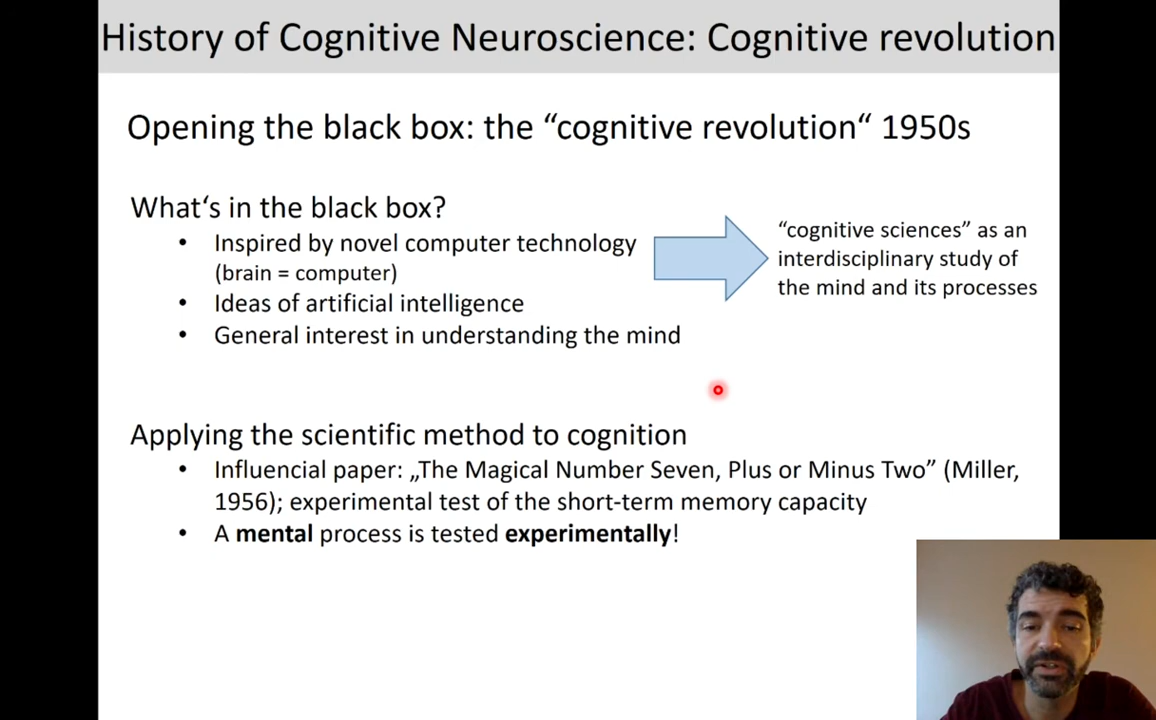 History of Cognitive Neuroscience: Cognitive revolution
Opening the black box: the “cognitive revolution“ 1950s
What‘s in the black box?
• Inspired by novel computer technology
(brain = computer)
• Ideas of artificial intelligence
• General interest in understanding the mind
“cognitive sciences” as an
interdisciplinary study of
the mind and its processes
Applying the scientific method to cognition
• Influencial paper: „The Magical Number Seven, Plus or Minus Two” (Miller,
1956); experimental test of the short-term memory capacity
• A mental process is tested experimentally!